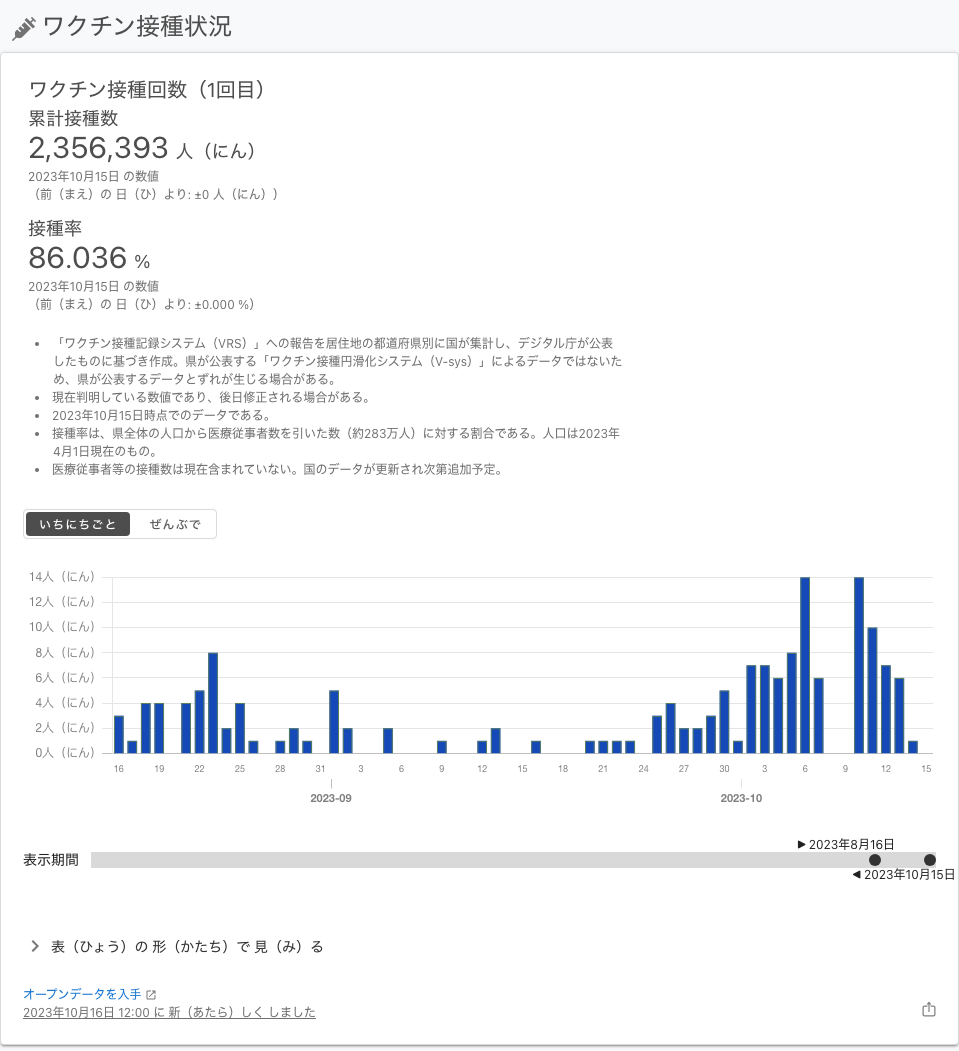 ワクチン接種状況
ワクチン接種回数（1回目）
累計接種数
2,356,393 人（にん）
2023年10月15日 の数値
（前（まえ）の 日（ひ）より: ±0 人（にん））
接種率
86.036 %
2023年10月15日 の数値
（前（まえ）の 日（ひ）より: ±0.000 %）
• 「ワクチン接種記録システム（VRS）」への報告を居住地の都道府県別に国が集計し、デジタル庁が公表
したものに基づき作成。県が公表する「ワクチン接種円滑化システム（V-sys）」によるデータではないた
め、県が公表するデータとずれが生じる場合がある。
• 現在判明している数値であり、後日修正される場合がある。
• 2023年10月15日時点でのデータである。
• 接種率は、県全体の人口から医療従事者数を引いた数（約283万人）に対する割合である。人口は2023年
4月1日現在のもの。
• 医療従事者等の接種数は現在含まれていない。国のデータが更新され次第追加予定。
いちにちごと ぜんぶで
14人（にん）
12人（にん）
10人（にん）
8人（にん）
6人（にん）
4人（にん）
2人（にん）
0人（にん）
16 19 22 25 28 31 3 6 9 12 15 18 21 24 27 30 3 6 9 12 15
2023-09 2023-10
▶ 2023年8月16日
表示期間
◀ 2023年10月15日
表（ひょう）の 形（かたち）で 見（み）る
オープンデータを入手
2023年10月16日 12:00 に 新（あたら）しく しました